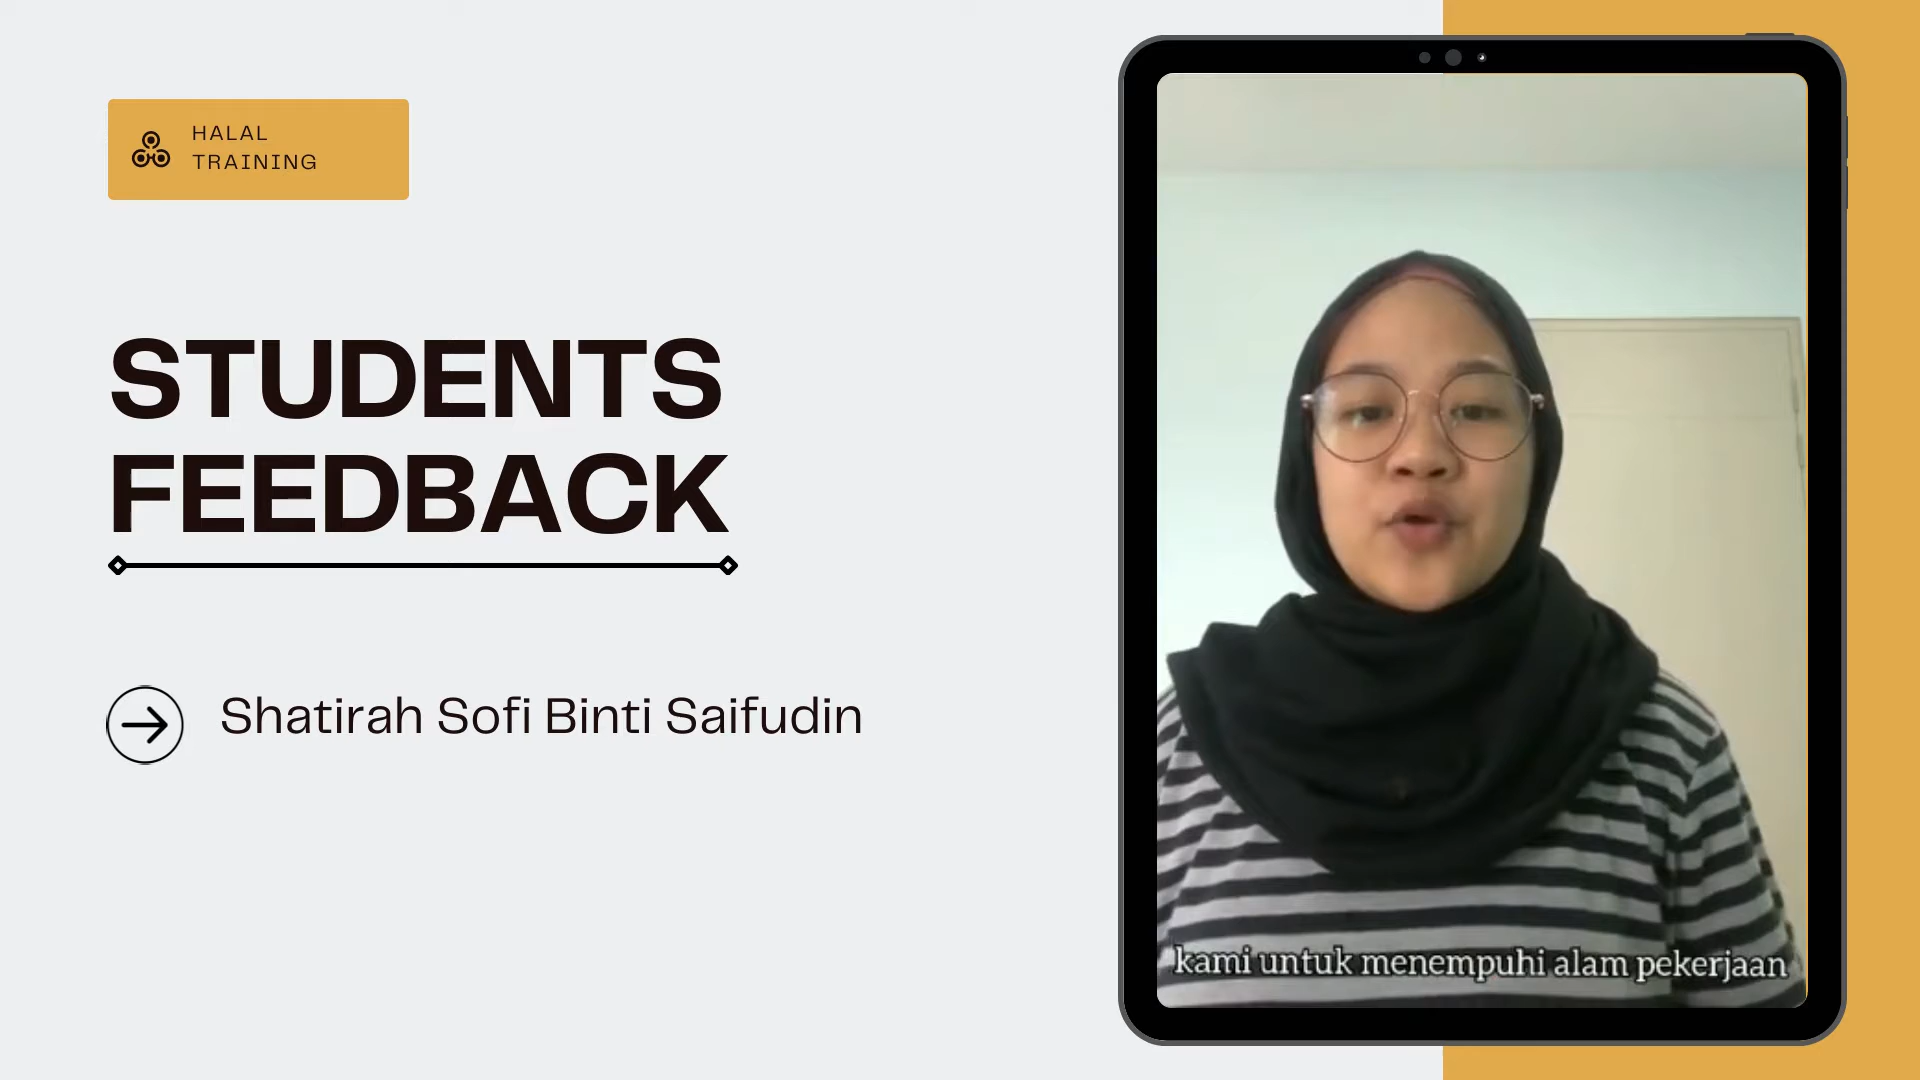 HALAL
TRAINING
STUDENTS
FEEDBACK
Shatirah Sofi Binti Saifudin
kami untuk menempuhi alam pekerjaan